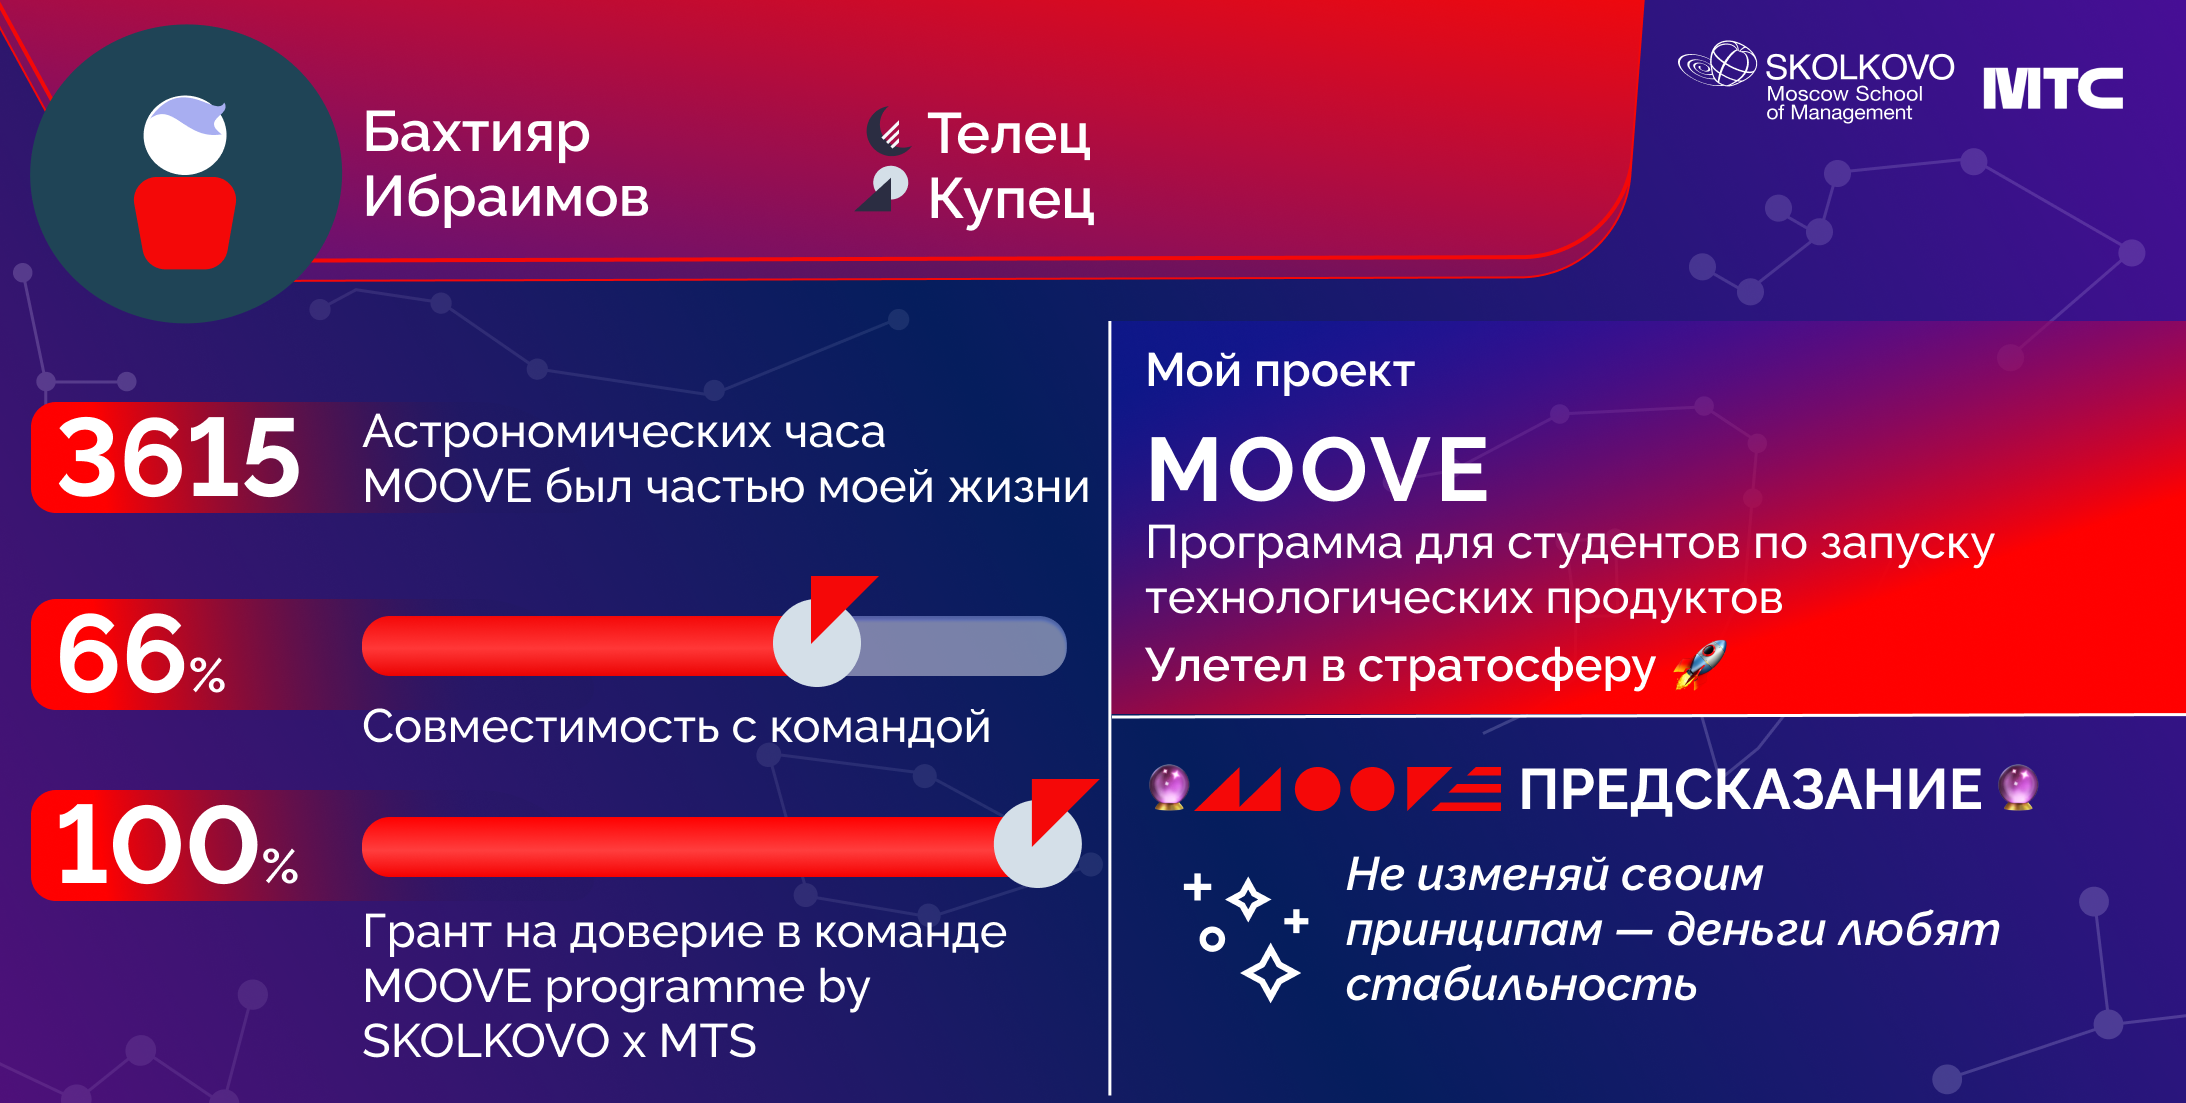 Бахтияр
Ибраимов
Телец
Купец
SKOLKOVO
Moscow School
of Management
МТС
3615
Астрономических часа
MOOVE был частью моей жизни
66%
Совместимость с командой
100%
Грант на доверие в команде
MOOVE programme by
SKOLKOVO x MTS
Мой проект
MOOVE
Программа для студентов по запуску
технологических продуктов
Улетел в стратосферу 🚀
🔮MOOVE ПРЕДСКАЗАНИЕ 🔮
Не изменяй своим
принципам — деньги любят
стабильность